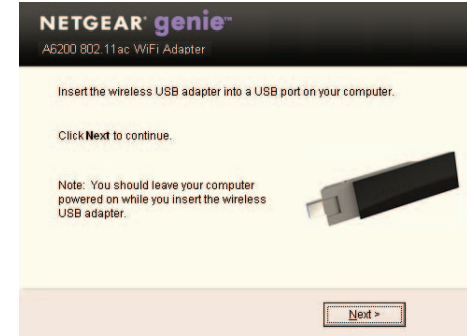 NETGEAR® genie™
A6200 802.11ac WiFi Adapter
Insert the wireless USB adapter into a USB port on your computer.
Click Next to continue.
Note: You should leave your computer
powered on while you insert the wireless
USB adapter.
Next >